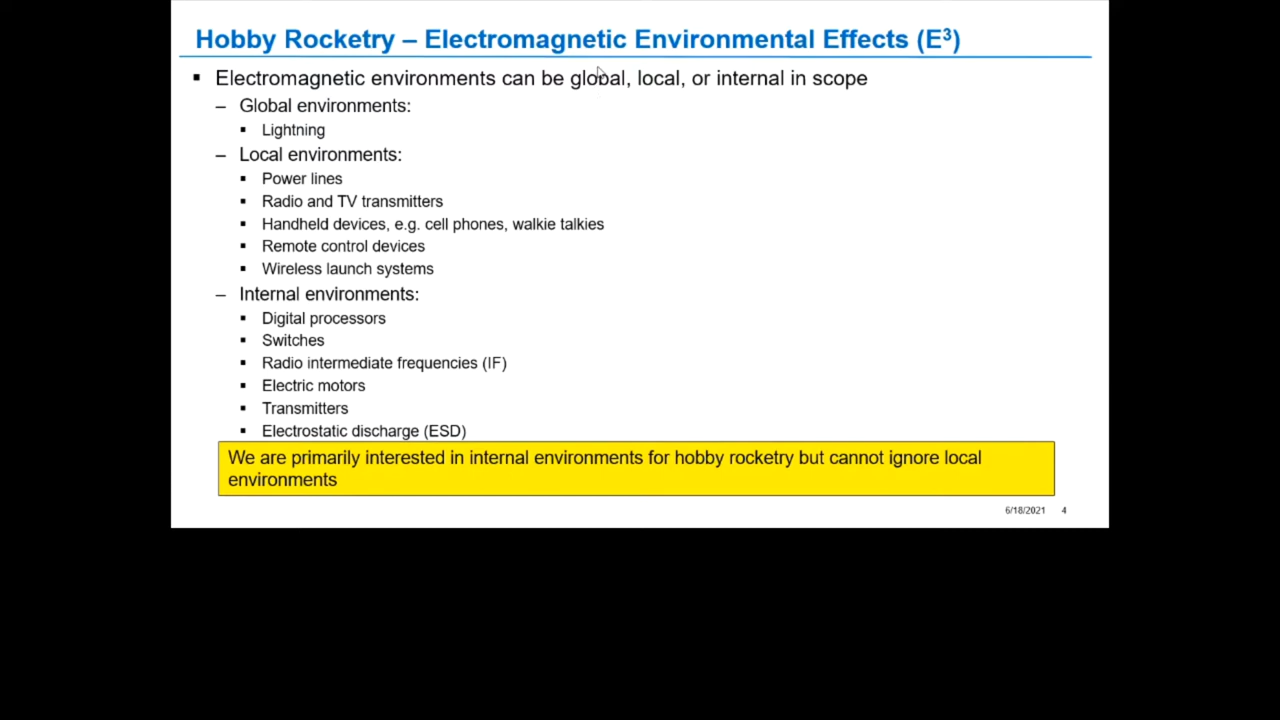 Hobby Rocketry – Electromagnetic Environmental Effects (E³)
▪ Electromagnetic environments can be global, local, or internal in scope
– Global environments:
▪ Lightning
– Local environments:
▪ Power lines
▪ Radio and TV transmitters
▪ Handheld devices, e.g. cell phones, walkie talkies
▪ Remote control devices
▪ Wireless launch systems
– Internal environments:
▪ Digital processors
▪ Switches
▪ Radio intermediate frequencies (IF)
▪ Electric motors
▪ Transmitters
▪ Electrostatic discharge (ESD)
We are primarily interested in internal environments for hobby rocketry but cannot ignore local
environments
6/18/2021 4